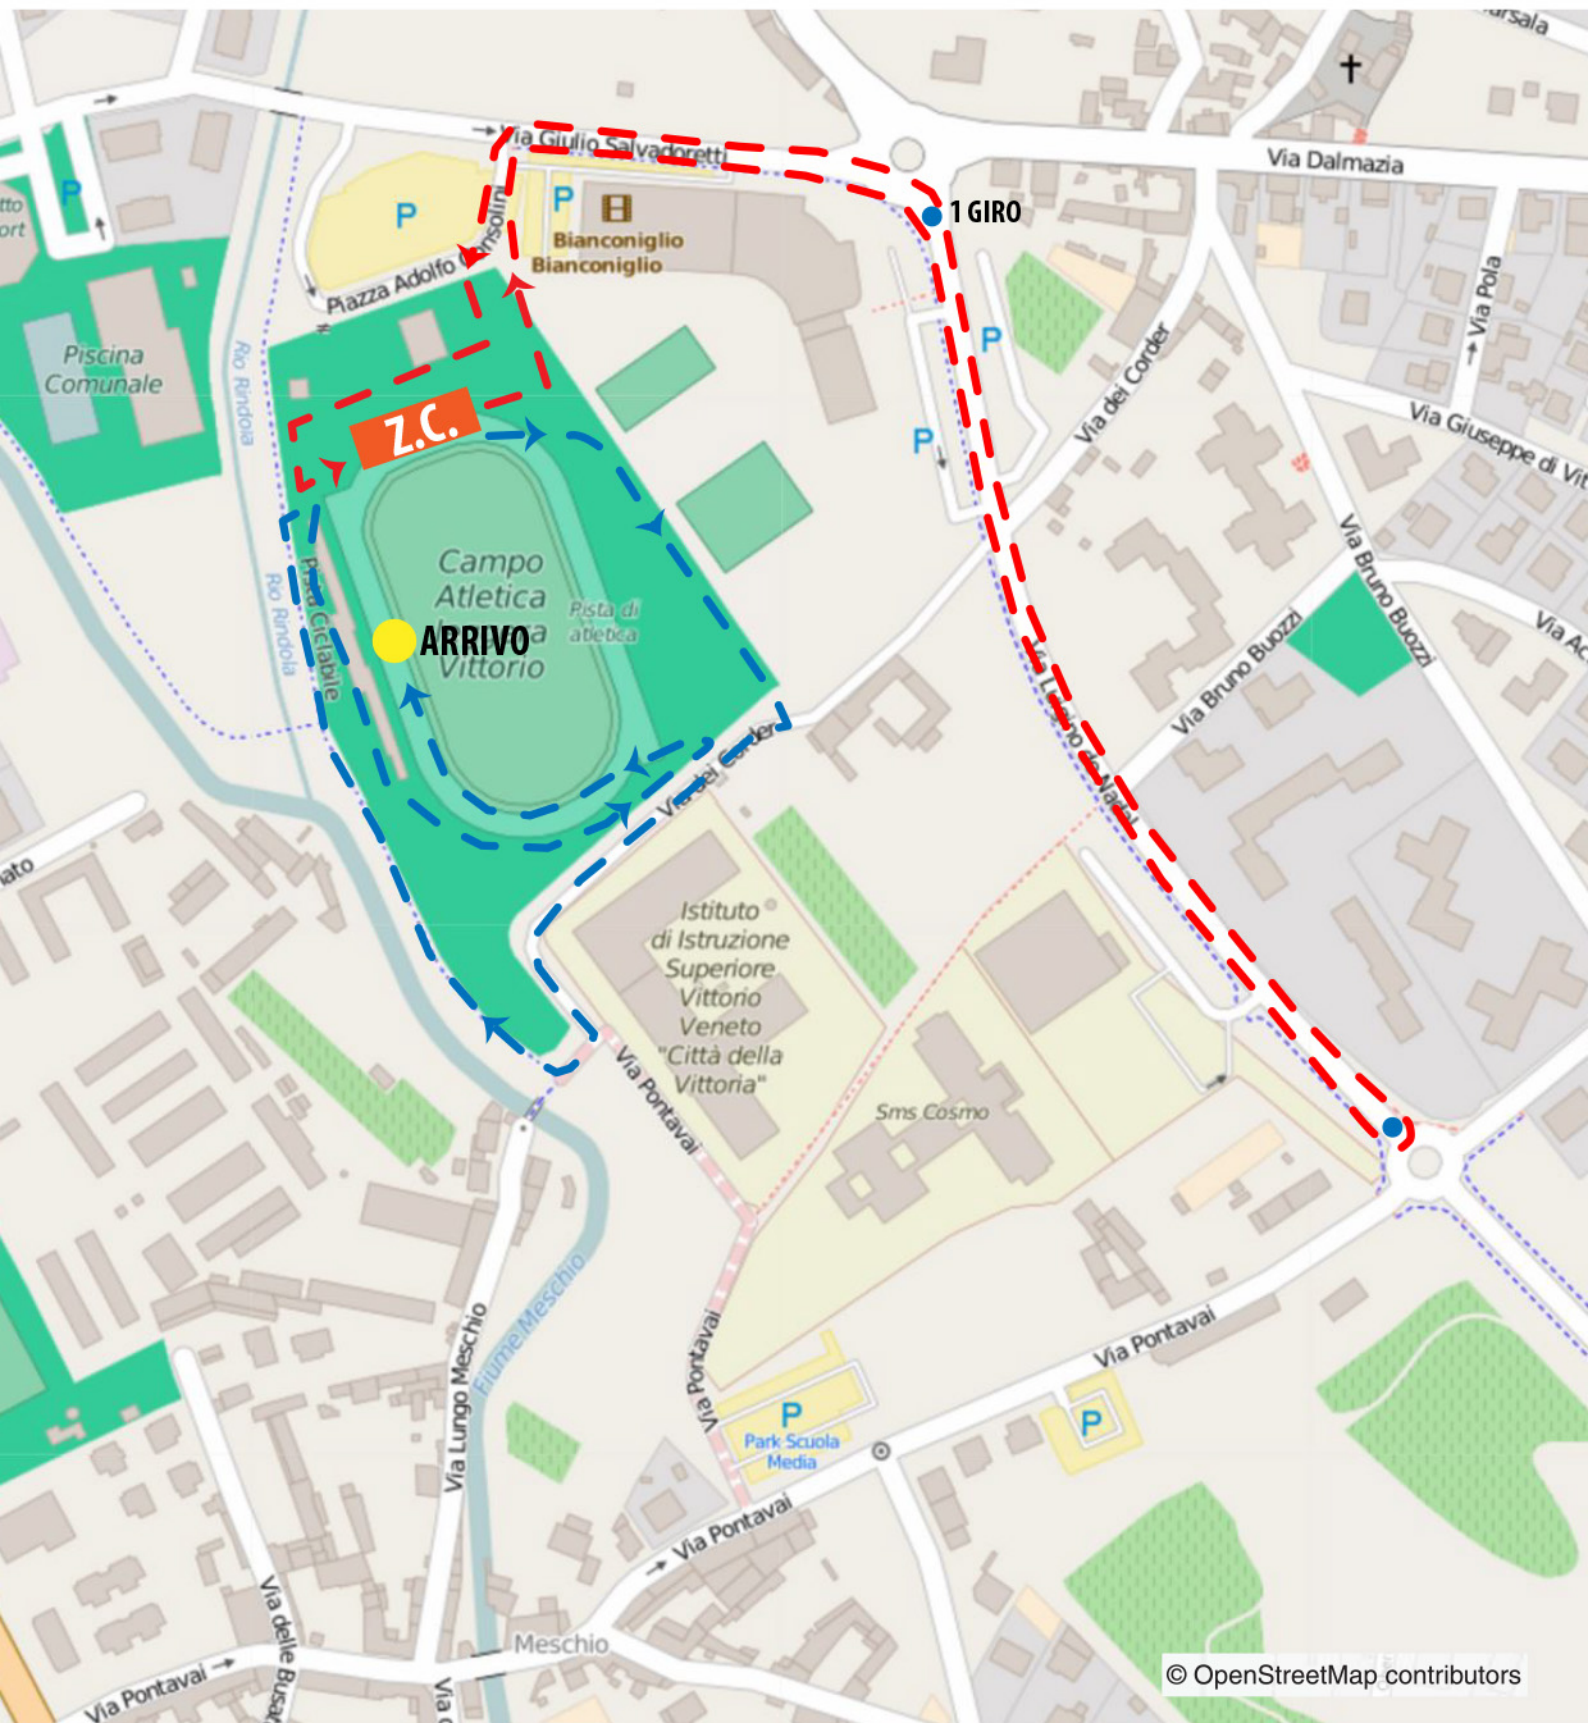 Via Giulio Salvadoretti
Via Dalmazia
1 GIRO
P
P
P
Bianconiglio
Bianconiglio
Piazza Adolfo Consolini
Piscina
Comunale
Rio Rindola
P
P
Via dei Corder
Via Pola
Via Giuseppe di Vit
Z.C.
Campo
Atletica
Vittorio
Pista di
atletica
ARRIVO
Pista Ciclabile
Rio Rindola
Via Bruno Buozzi
Via Bruno Buozzi
Via Luigino de Nadal
Via dei Corder
Istituto
di Istruzione
Superiore
Vittorio
Veneto
"Città della
Vittoria"
Via Pontavai
Sms Cosmo
Fiume Meschio
Via Lungo Meschio
Via Pontavai
Via Pontavai
P
Park Scuola
Media
P
Via Pontavai
Meschio
Via Pontavai
© OpenStreetMap contributors